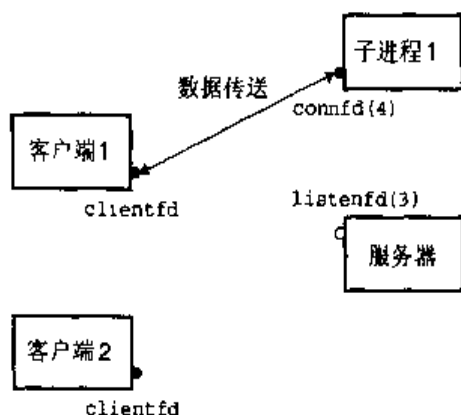 子进程1
数据传送
connfd(4)
客户端1
clientfd
listenfd(3)
服务器
客户端2
clientfd